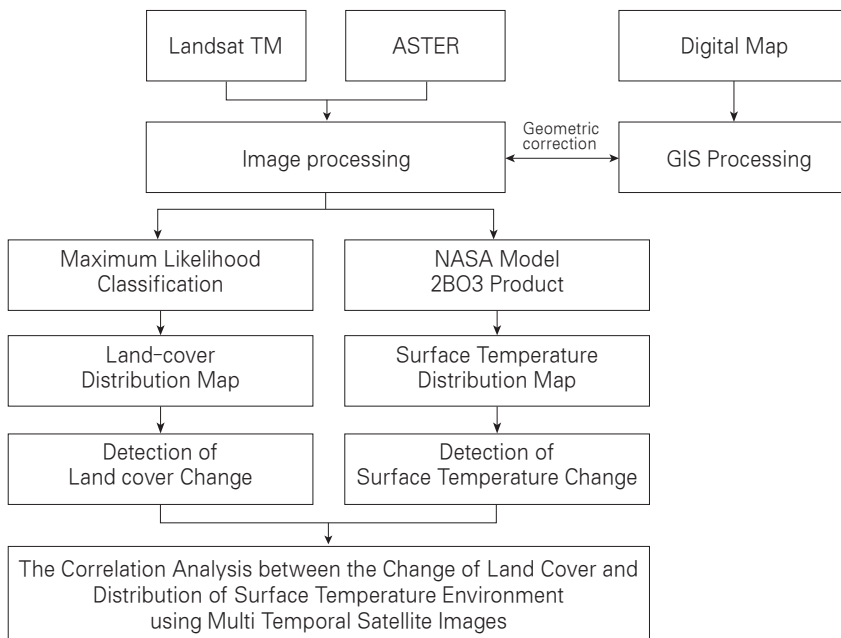 Landsat TM
ASTER
Digital Map
Geometric
correction
Image processing
GIS Processing
Maximum Likelihood
Classification
NASA Model
2BO3 Product
Land-cover
Distribution Map
Surface Temperature
Distribution Map
Detection of
Land cover Change
Detection of
Surface Temperature Change
The Correlation Analysis between the Change of Land Cover and
Distribution of Surface Temperature Environment
using Multi Temporal Satellite Images